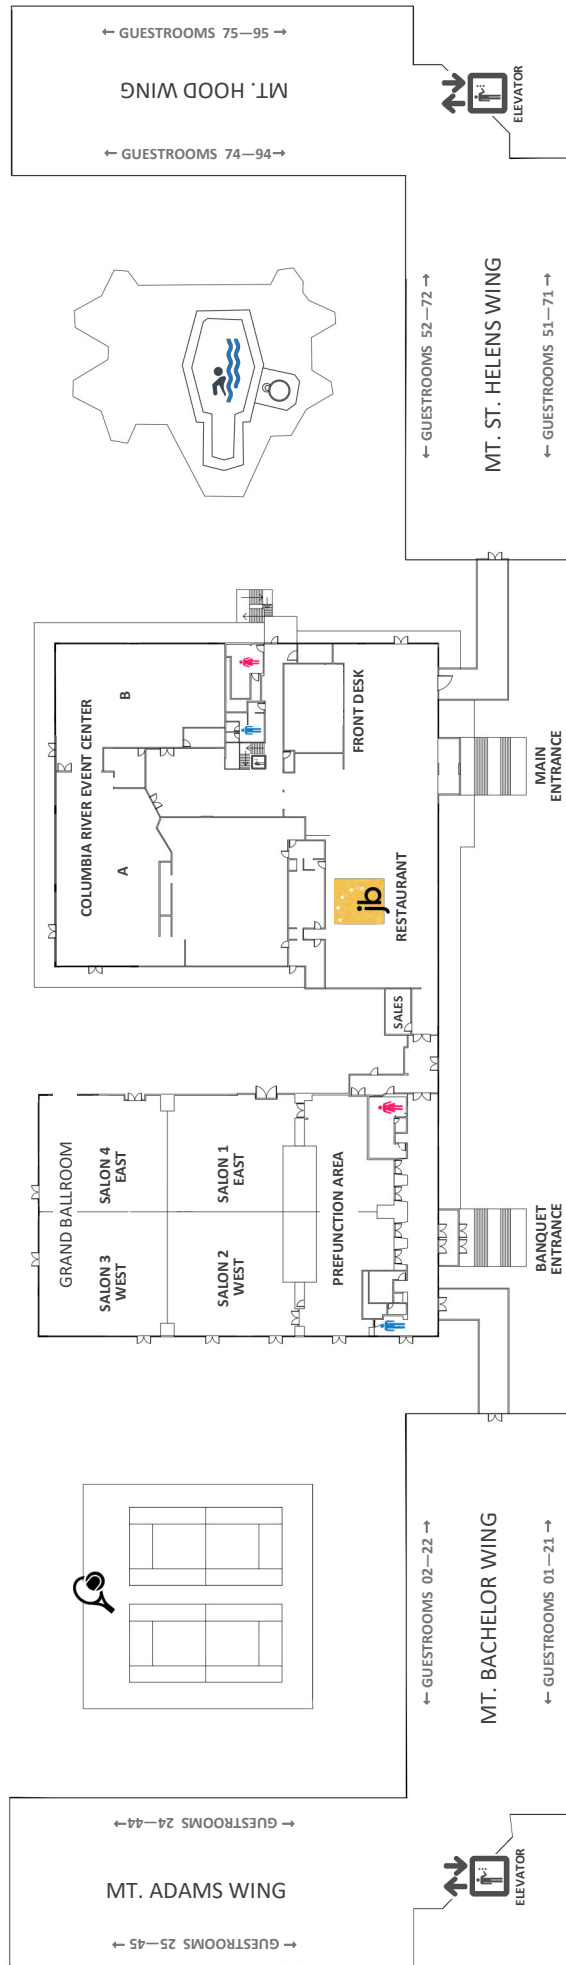 ← GUESTROOMS 75—95 →
MT. HOOD WING
← GUESTROOMS 74—94→
ELEVATOR
← GUESTROOMS 52—72 →
MT. ST. HELENS WING
← GUESTROOMS 51—71→
COLUMBIA RIVER EVENT CENTER
B
A
FRONT DESK
MAIN
ENTRANCE
jb
RESTAURANT
SALES
GRAND BALLROOM
SALON 4
EAST
SALON 1
EAST
SALON 3
WEST
SALON 2
WEST
PREFUNCTION AREA
BANQUET
ENTRANCE
← GUESTROOMS 02—22 →
MT. BACHELOR WING
← GUESTROOMS 01—21 →
← GUESTROOMS 24—44→
MT. ADAMS WING
← GUESTROOMS 25—45 →
ELEVATOR